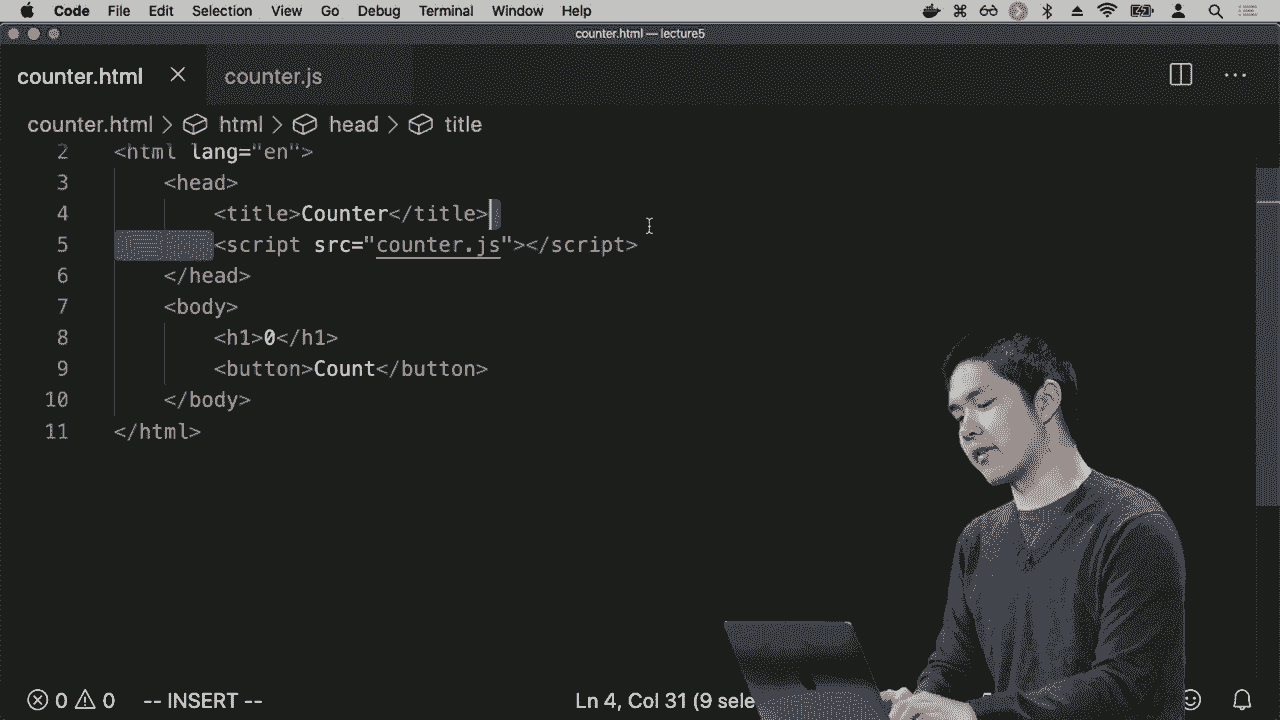 Code File Edit Selection View Go Debug Terminal Window Help
counter.html — lecture5
counter.html counter.js
counter.html > html > head > title
2 <html lang="en">
3 <head>
4 <title>Counter</title>
5 <script src="counter.js"></script>
6 </head>
7 <body>
8 <h1>0</h1>
9 <button>Count</button>
10 </body>
11 </html>
0 0 -- INSERT -- Ln 4, Col 31 (9 sele